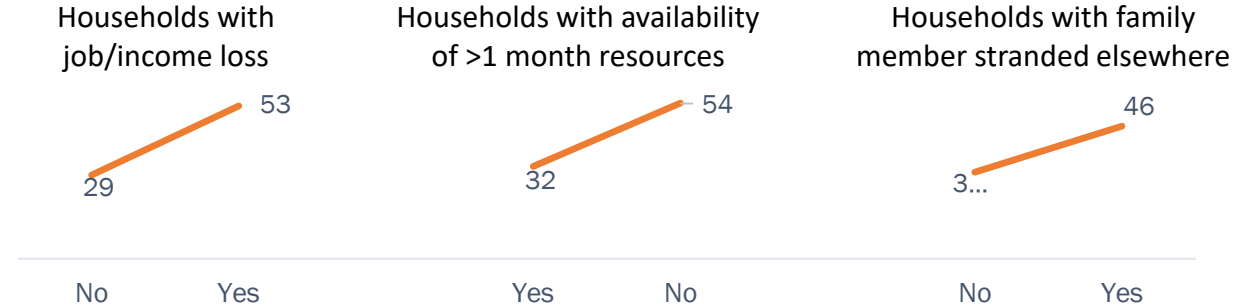 Households with
job/income loss
Households with availability
of >1 month resources
Households with family
member stranded elsewhere
53
29
54
32
46
3...
No Yes Yes No No Yes